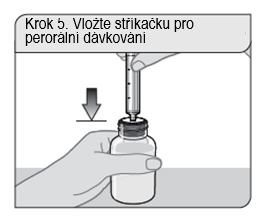 Krok 5. Vložte stříkačku pro
perorální dávkování